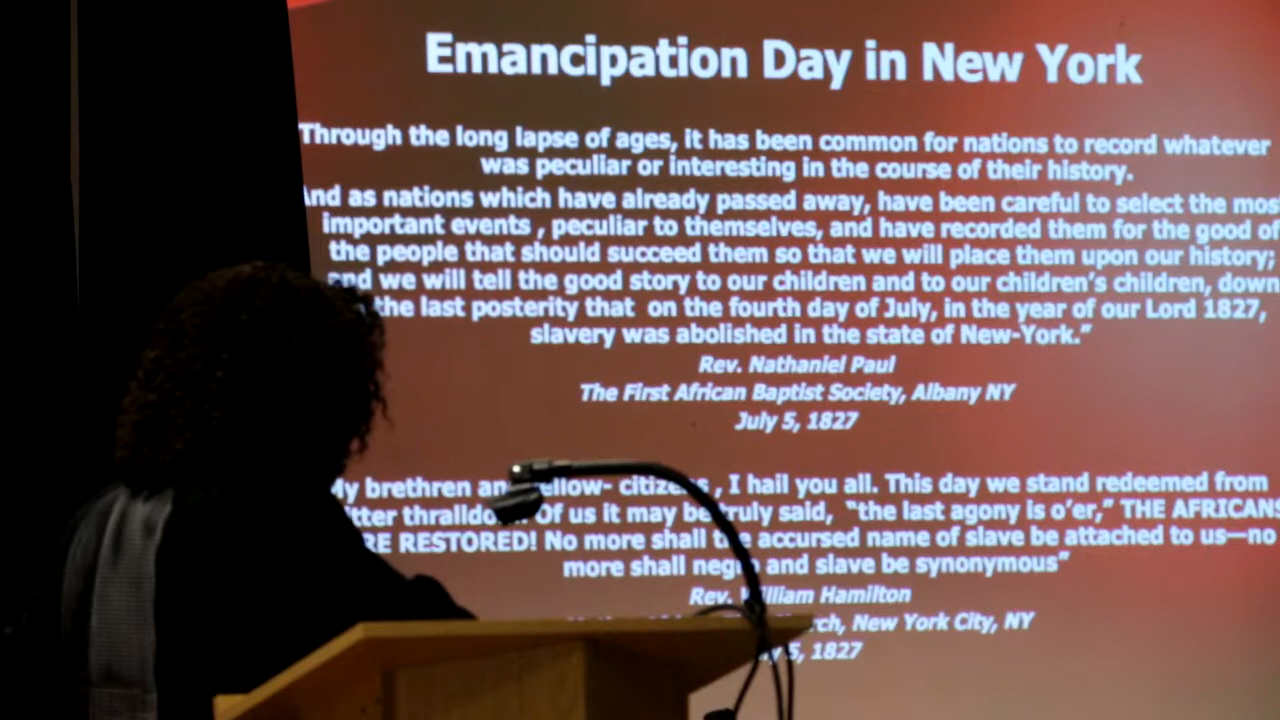 Emancipation Day in New York
Through the long lapse of ages, it has been common for nations to record whatever
was peculiar or interesting in the course of their history.
And as nations which have already passed away, have been careful to select the most
important events , peculiar to themselves, and have recorded them for the good of
the people that should succeed them so that we will place them upon our history;
and we will tell the good story to our children and to our children's children, down
the last posterity that on the fourth day of July, in the year of our Lord 1827,
slavery was abolished in the state of New-York."
Rev. Nathaniel Paul
The First African Baptist Society, Albany NY
July 5, 1827
My brethren and fellow- citizens , I hail you all. This day we stand redeemed from
Of us it may be truly said, "the last agony is o'er," THE AFRICANS
RE RESTORED! No more shall the accursed name of slave be attached to us—no
more shall negro and slave be synonymous"
Rev. William Hamilton
New York City, NY
5, 1827